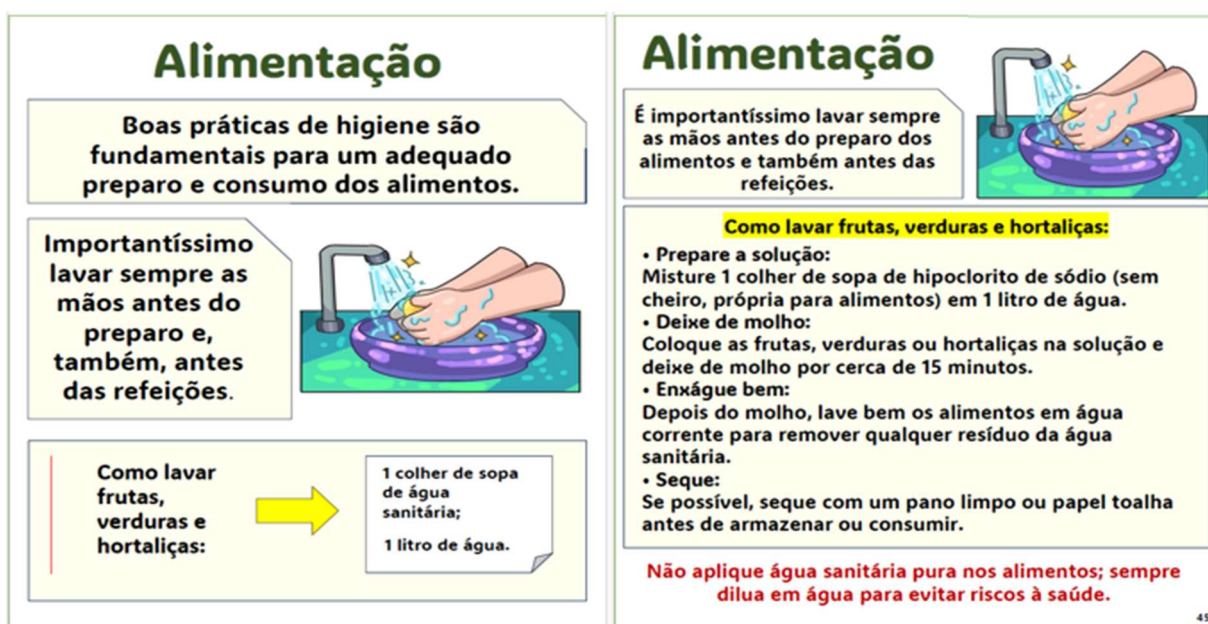 Alimentação
Boas práticas de higiene são
fundamentais para um adequado
preparo e consumo dos alimentos.
Importantíssimo
lavar sempre as
mãos antes do
preparo e,
também, antes
das refeições.
Como lavar
frutas,
verduras e
hortaliças:
1 colher de sopa
de água
sanitária;
1 litro de água.
Alimentação
É importantíssimo lavar sempre
as mãos antes do preparo dos
alimentos e também antes das
refeições.
Como lavar frutas, verduras e hortaliças:
• Prepare a solução:
Misture 1 colher de sopa de hipoclorito de sódio (sem
cheiro, própria para alimentos) em 1 litro de água.
• Deixe de molho:
Coloque as frutas, verduras ou hortaliças na solução e
deixe de molho por cerca de 15 minutos.
• Enxágue bem:
Depois do molho, lave bem os alimentos em água
corrente para remover qualquer resíduo da água
sanitária.
• Seque:
Se possível, seque com um pano limpo ou papel toalha
antes de armazenar ou consumir.
Não aplique água sanitária pura nos alimentos; sempre
dilua em água para evitar riscos à saúde.